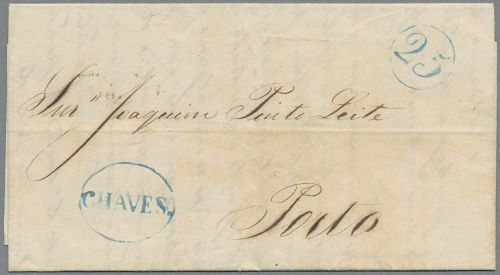 25
Snr Joaquim Pinto Leite
CHAVES.
Porto